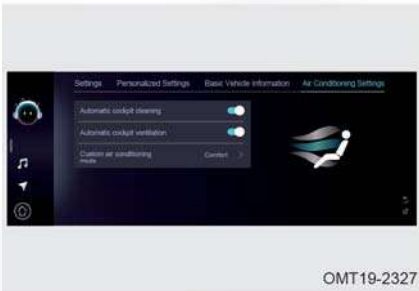 Settings Personalized Settings Basic Vehicle Information Air Conditioning Settings
Automatic cockpit cleaning
Automatic cockpit ventilation
Custom air conditioning
mode
Comfort
OMT19-2327